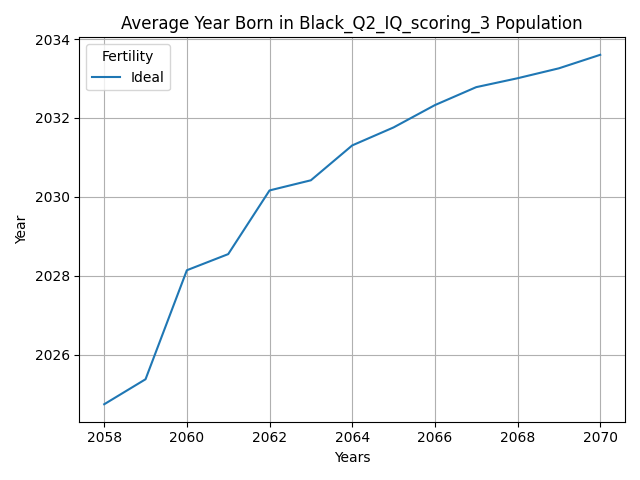 Average Year Born in Black_Q2_IQ_scoring_3 Population
Fertility
Ideal
2034
2032
2030
2028
2026
Year
2058 2060 2062 2064 2066 2068 2070
Years